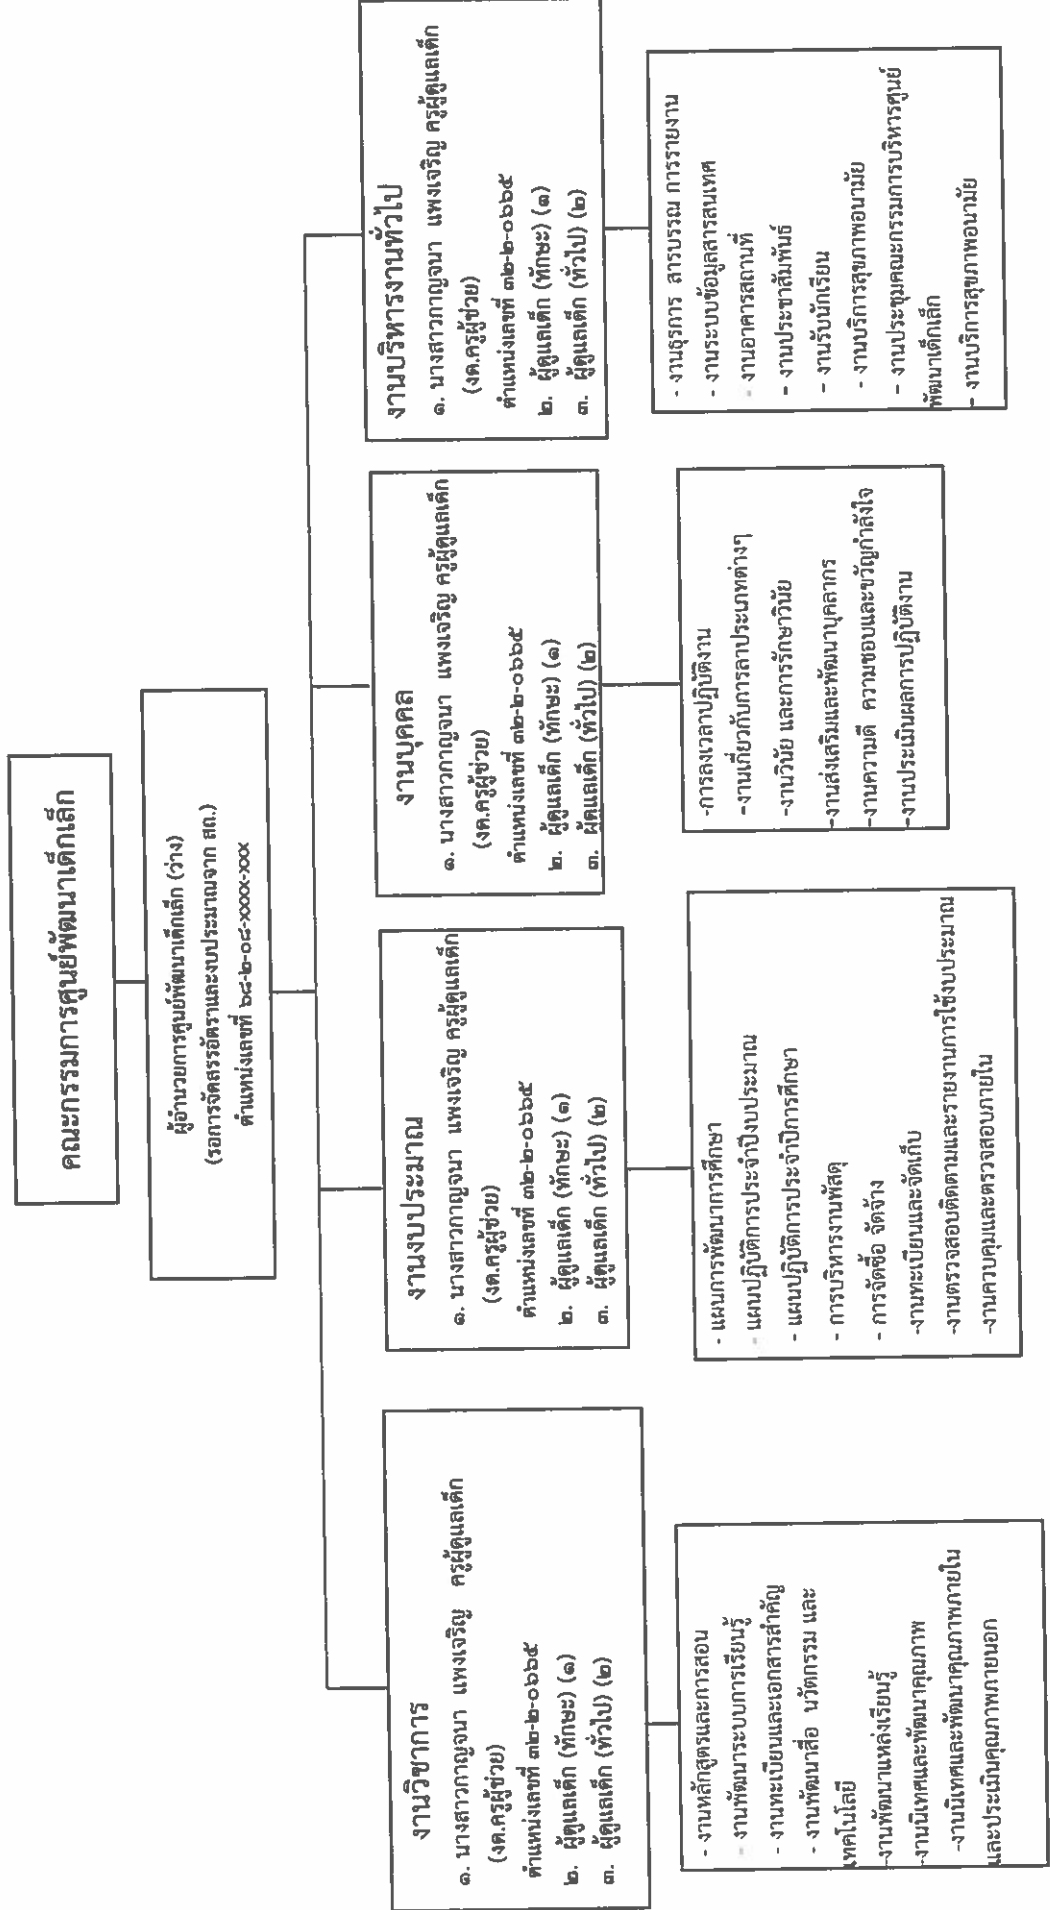 คณะกรรมการศูนย์พัฒนาเด็กเล็ก
ผู้อำนวยการศูนย์พัฒนาเด็กเล็ก (ว่าง)
(รอการจัดสรรอัตราและงบประมาณจาก สถ.)
ตำแหน่งเลขที่ ๖๘-๒-๐๘-xxxx-xxx
งานวิชาการ
๑. นางสาวกาญจนา แพงเจริญ ครูผู้ดูแลเด็ก
(งด.ครูผู้ช่วย)
ตำแหน่งเลขที่ ๓๒-๒-๐๖๖๕
๒. ผู้ดูแลเด็ก (ทักษะ) (๑)
๓. ผู้ดูแลเด็ก (ทั่วไป) (๒)
- งานหลักสูตรและการสอน
- งานพัฒนาระบบการเรียนรู้
- งานทะเบียนและเอกสารสำคัญ
- งานพัฒนาสื่อ นวัตกรรม และ
เทคโนโลยี
-งานพัฒนาแหล่งเรียนรู้
-งานนิเทศและพัฒนาคุณภาพ
-งานนิเทศและพัฒนาคุณภาพภายใน
และประเมินคุณภาพภายนอก
งานงบประมาณ
๑. นางสาวกาญจนา แพงเจริญ ครูผู้ดูแลเด็ก
(งด.ครูผู้ช่วย)
ตำแหน่งเลขที่ ๓๒-๒-๐๖๖๕
๒. ผู้ดูแลเด็ก (ทักษะ) (๑)
๓. ผู้ดูแลเด็ก (ทั่วไป) (๒)
- แผนการพัฒนาการศึกษา
- แผนปฏิบัติการประจำปีงบประมาณ
- แผนปฏิบัติการประจำปีการศึกษา
- การบริหารงานพัสดุ
- การจัดซื้อ จัดจ้าง
-งานทะเบียนและจัดเก็บ
-งานตรวจสอบติดตามและรายงานการใช้งบประมาณ
-งานควบคุมและตรวจสอบภายใน
งานบุคคล
๑. นางสาวกาญจนา แพงเจริญ ครูผู้ดูแลเด็ก
(งด.ครูผู้ช่วย)
ตำแหน่งเลขที่ ๓๒-๒-๐๖๖๕
๒. ผู้ดูแลเด็ก (ทักษะ) (๑)
๓. ผู้ดูแลเด็ก (ทั่วไป) (๒)
-การลงเวลาปฏิบัติงาน
-งานเกี่ยวกับการลาประเภทต่างๆ
-งานวินัย และการรักษาวินัย
-งานส่งเสริมและพัฒนาบุคลากร
-งานความดี ความชอบและขวัญกำลังใจ
-งานประเมินผลการปฏิบัติงาน
งานบริหารงานทั่วไป
๑. นางสาวกาญจนา แพงเจริญ ครูผู้ดูแลเด็ก
(งด.ครูผู้ช่วย)
ตำแหน่งเลขที่ ๓๒-๒-๐๖๖๕
๒. ผู้ดูแลเด็ก (ทักษะ) (๑)
๓. ผู้ดูแลเด็ก (ทั่วไป) (๒)
- งานธุรการ สารบรรณ การรายงาน
- งานระบบข้อมูลสารสนเทศ
- งานอาคารสถานที่
- งานประชาสัมพันธ์
- งานรับนักเรียน
- งานบริการสุขภาพอนามัย
- งานประชุมคณะกรรมการบริหารศูนย์
พัฒนาเด็กเล็ก
- งานบริการสุขภาพอนามัย